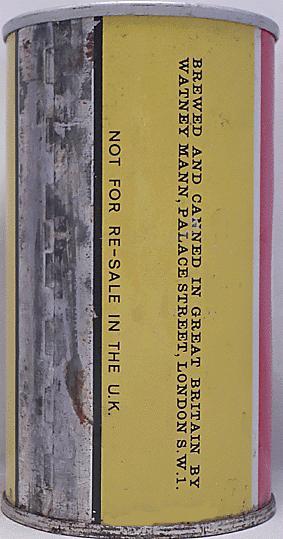 BREWED AND CANNED IN GREAT BRITAIN BY
WATNEY MANN, PALACE STREET, LONDON S.W.1.
NOT FOR RE-SALE IN THE U.K.